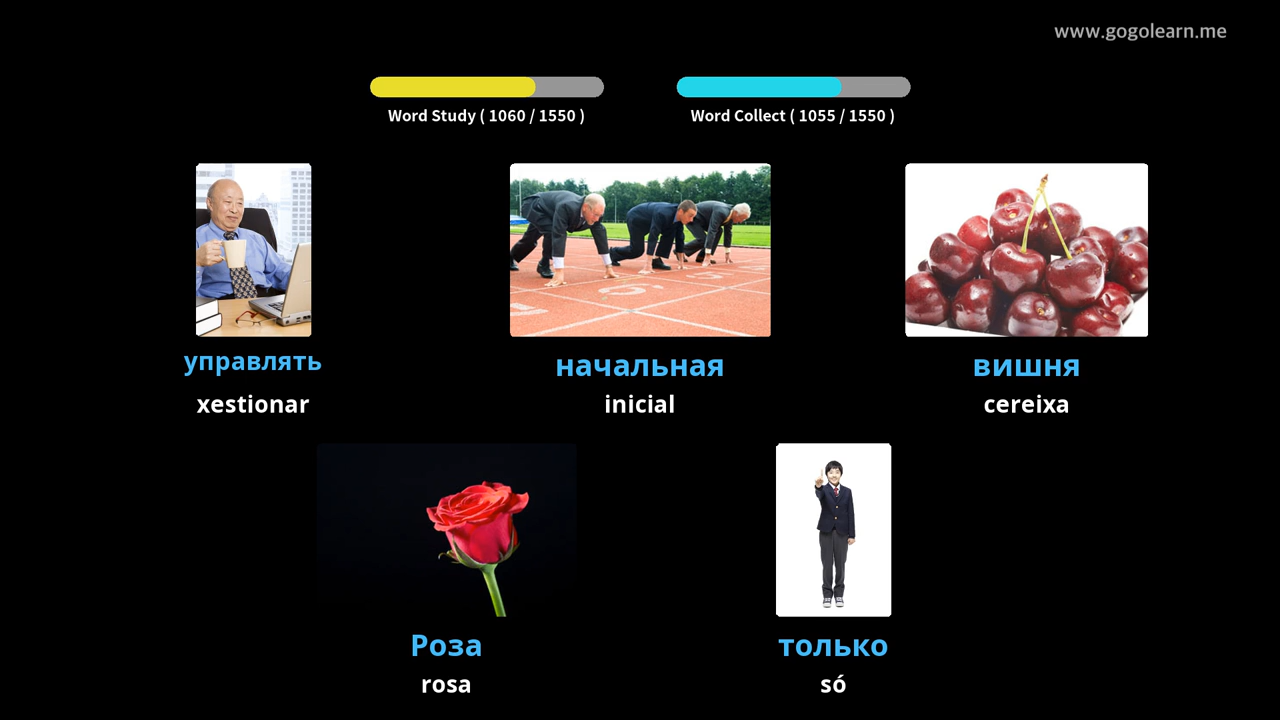 www.gogolearn.me
Word Study ( 1060 / 1550 )
Word Collect ( 1055 / 1550 )
управлять
xestionar
начальная
inicial
вишня
cereixa
Роза
rosa
только
só